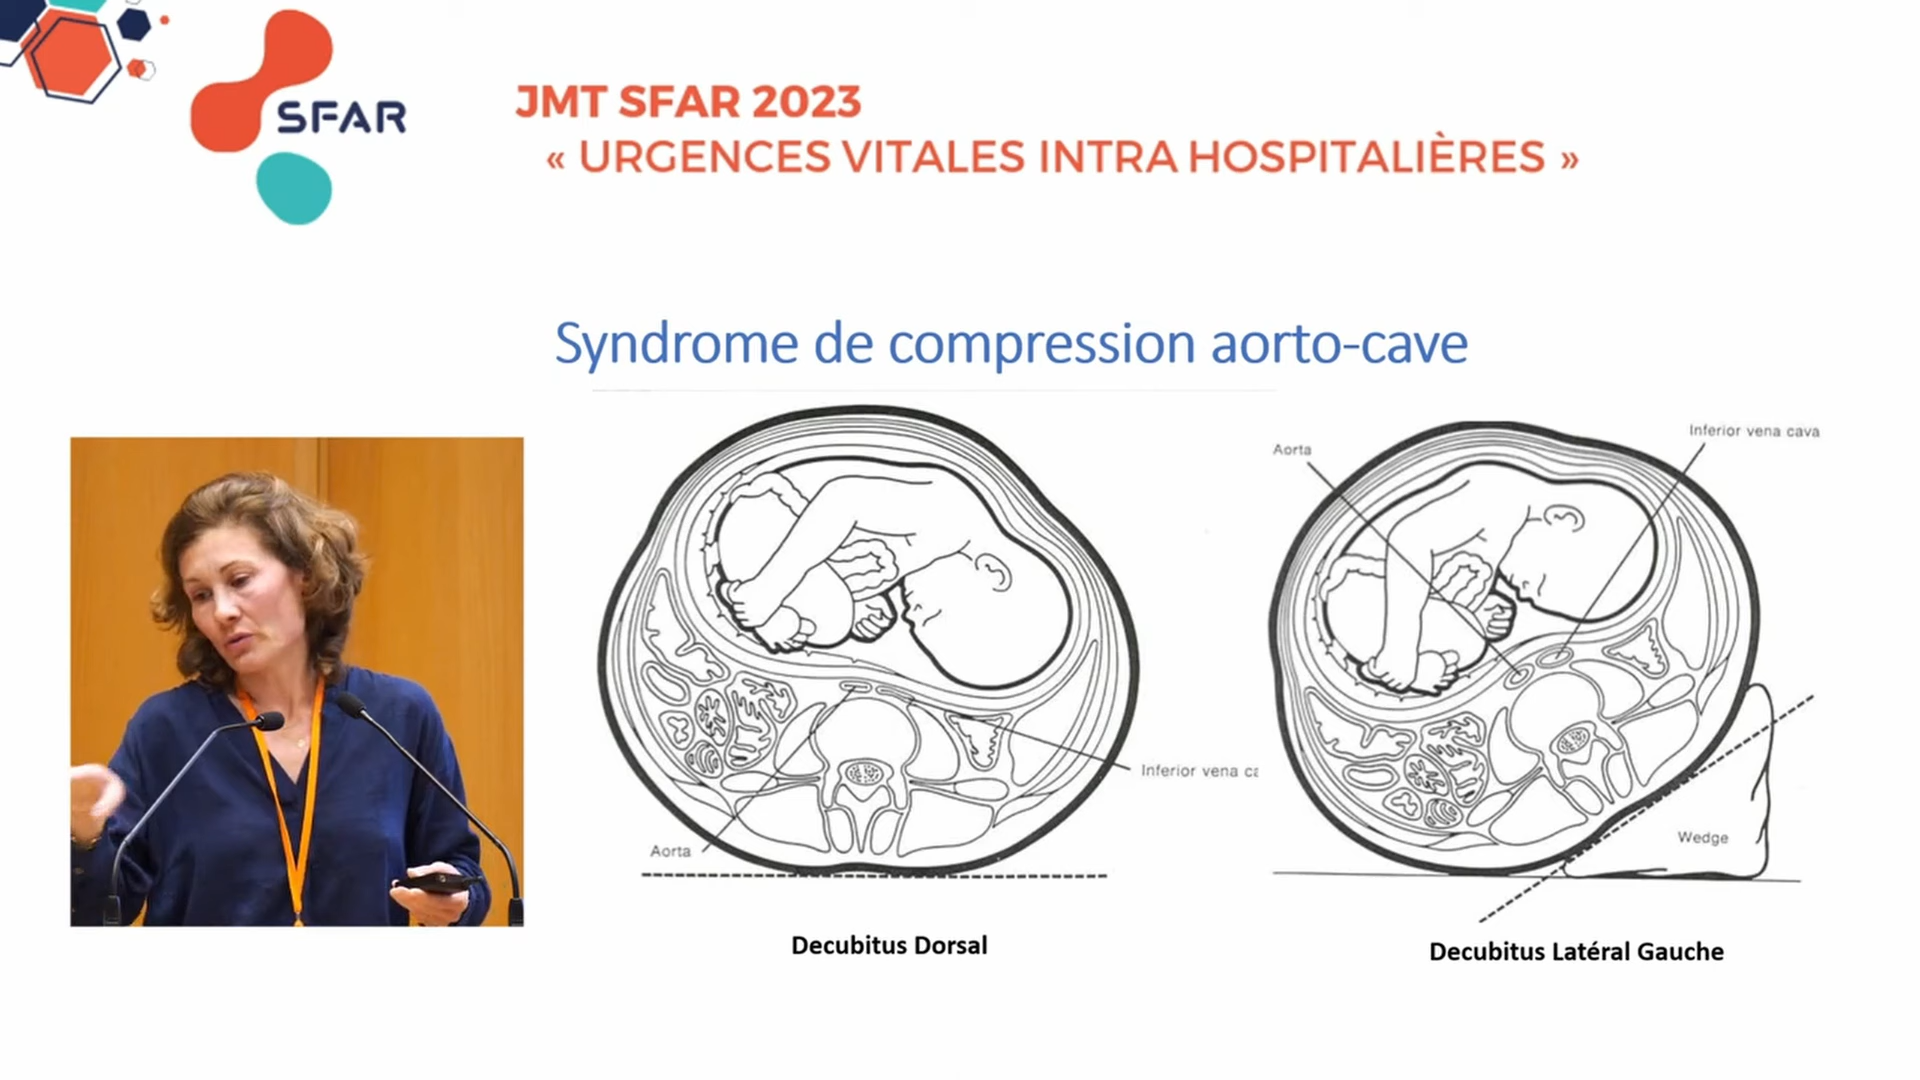 SFAR
JMT SFAR 2023
« URGENCES VITALES INTRA HOSPITALIÈRES »
Syndrome de compression aorto-cave
Inferior vena cava
Aorta
Inferior vena ca
Wedge
Aorta
Decubitus Dorsal
Decubitus Latéral Gauche